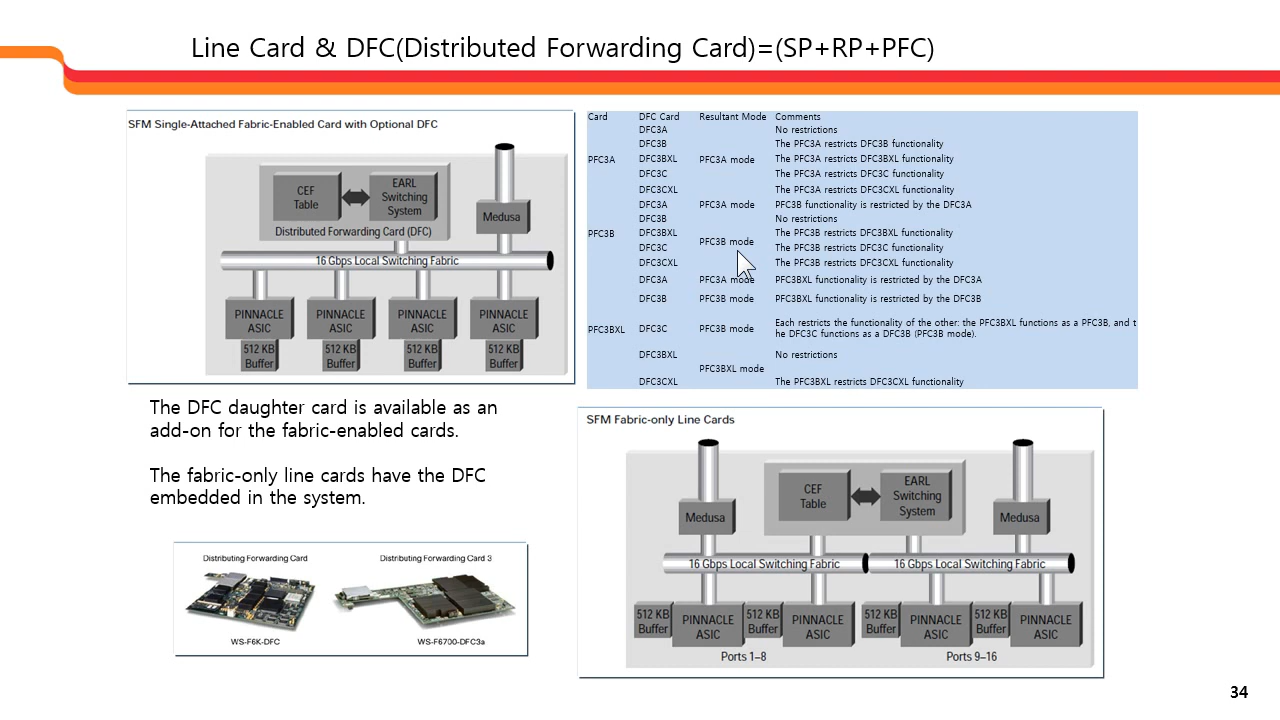 Line Card & DFC(Distributed Forwarding Card)=(SP+RP+PFC)
SFM Single-Attached Fabric-Enabled Card with Optional DFC
CEF
Table
EARL
Switching
System
Distributed Forwarding Card (DFC)
Medusa
16 Gbps Local Switching Fabric
PINNACLE
ASIC
PINNACLE
ASIC
PINNACLE
ASIC
PINNACLE
ASIC
512 KB
Buffer
512 KB
Buffer
512 KB
Buffer
512 KB
Buffer
Card DFC Card Resultant Mode Comments
DFC3A No restrictions
DFC3B The PFC3A restricts DFC3B functionality
PFC3A DFC3BXL PFC3A mode The PFC3A restricts DFC3BXL functionality
DFC3C The PFC3A restricts DFC3C functionality
DFC3CXL The PFC3A restricts DFC3CXL functionality
DFC3A PFC3A mode PFC3B functionality is restricted by the DFC3A
DFC3B No restrictions
PFC3B DFC3BXL The PFC3B restricts DFC3BXL functionality
PFC3B mode
DFC3C The PFC3B restricts DFC3C functionality
DFC3CXL The PFC3B restricts DFC3CXL functionality
DFC3A PFC3A mode PFC3BXL functionality is restricted by the DFC3A
DFC3B PFC3B mode PFC3BXL functionality is restricted by the DFC3B
PFC3BXL DFC3C PFC3B mode Each restricts the functionality of the other: the PFC3BXL functions as a PFC3B, and t
he DFC3C functions as a DFC3B (PFC3B mode).
DFC3BXL No restrictions
PFC3BXL mode
DFC3CXL The PFC3BXL restricts DFC3CXL functionality
The DFC daughter card is available as an
add-on for the fabric-enabled cards.
The fabric-only line cards have the DFC
embedded in the system.
Distributing Forwarding Card
Distributing Forwarding Card 3
WS-F6K-DFC
WS-F6700-DFC3a
SFM Fabric-only Line Cards
Medusa
CEF
Table
EARL
Switching
System
Medusa
16 Gbps Local Switching Fabric
16 Gbps Local Switching Fabric
512 KB
Buffer
PINNACLE
ASIC
512 KB
Buffer
PINNACLE
ASIC
512 KB
Buffer
PINNACLE
ASIC
512 KB
Buffer
PINNACLE
ASIC
Ports 1–8
Ports 9–16
34